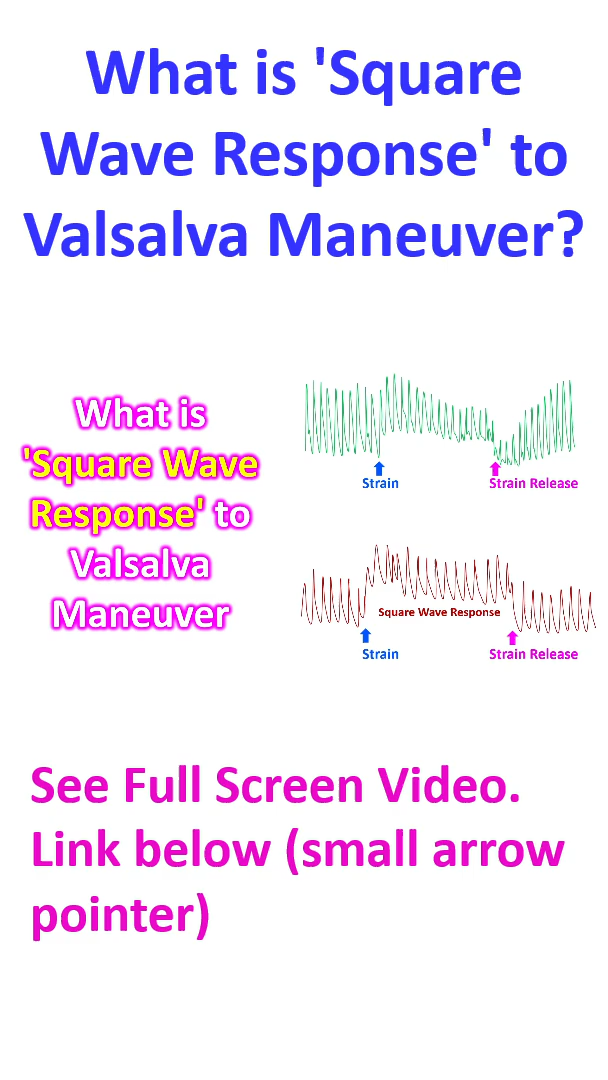 What is 'Square
Wave Response' to
Valsalva Maneuver?
What is
'Square Wave
Response' to
Valsalva
Maneuver
Strain
Strain Release
Square Wave Response
Strain
Strain Release
See Full Screen Video.
Link below (small arrow
pointer)